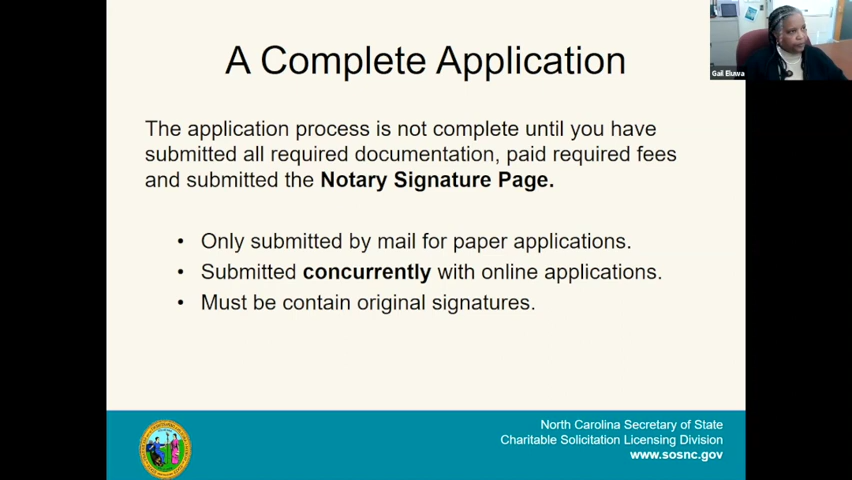 A Complete Application
Gail Eluwa
The application process is not complete until you have
submitted all required documentation, paid required fees
and submitted the Notary Signature Page.
• Only submitted by mail for paper applications.
• Submitted concurrently with online applications.
• Must be contain original signatures.
North Carolina Secretary of State
Charitable Solicitation Licensing Division
www.sosnc.gov